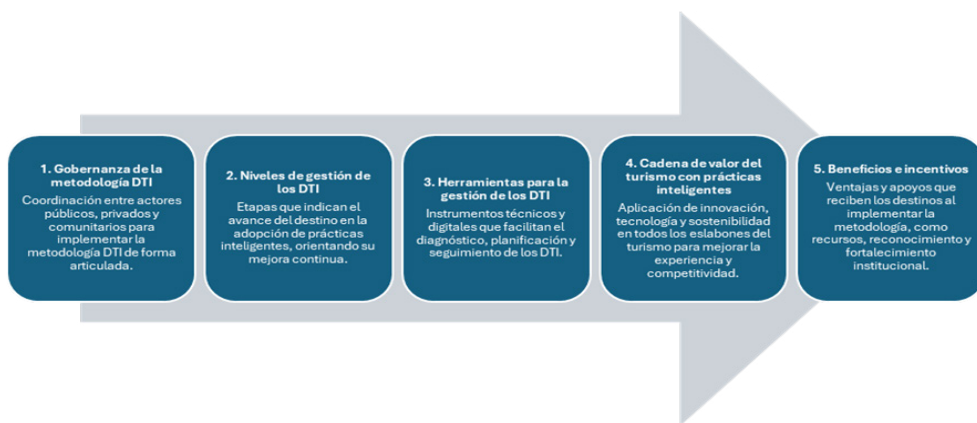 1. Gobernanza de la
metodología DTI
Coordinación entre actores
públicos, privados y
comunitarios para
implementar la
metodología DTI de forma
articulada.
2. Niveles de gestión de
los DTI
Etapas que indican el
avance del destino en la
adopción de prácticas
inteligentes, orientando su
mejora continua.
3. Herramientas para la
gestión de los DTI
Instrumentos técnicos y
digitales que facilitan el
diagnóstico, planificación y
seguimiento de los DTI.
4. Cadena de valor del
turismo con prácticas
inteligentes
Aplicación de innovación,
tecnología y sostenibilidad
en todos los eslabones del
turismo para mejorar la
experiencia y
competitividad.
5. Beneficios e incentivos
Ventajas y apoyos que
reciben los destinos al
implementar la
metodología, como
recursos, reconocimiento y
fortalecimiento
institucional.